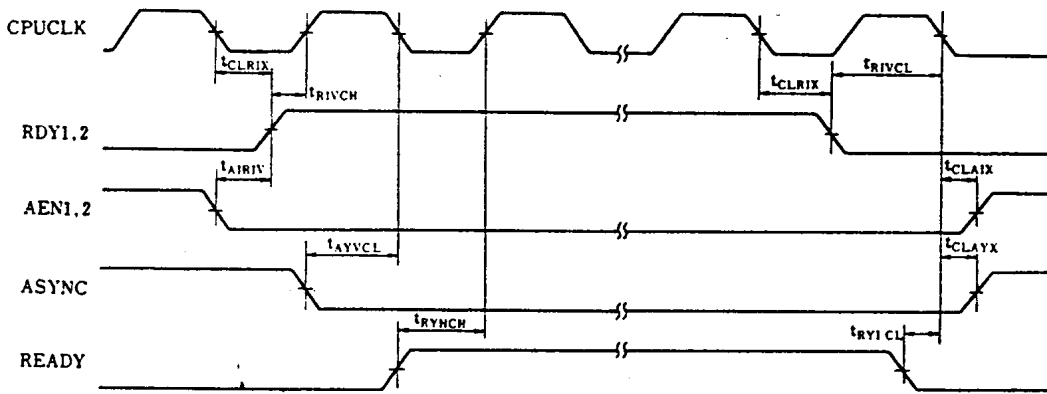 CPUCLK
tCLRIX
tRIVCH
tCLRIX
tRIVCL
RDY1,2
tAIRIV
tCLAIX
AEN1,2
tAYVCL
tCLAYX
ASYNC
tRYHCH
tRYLCL
READY